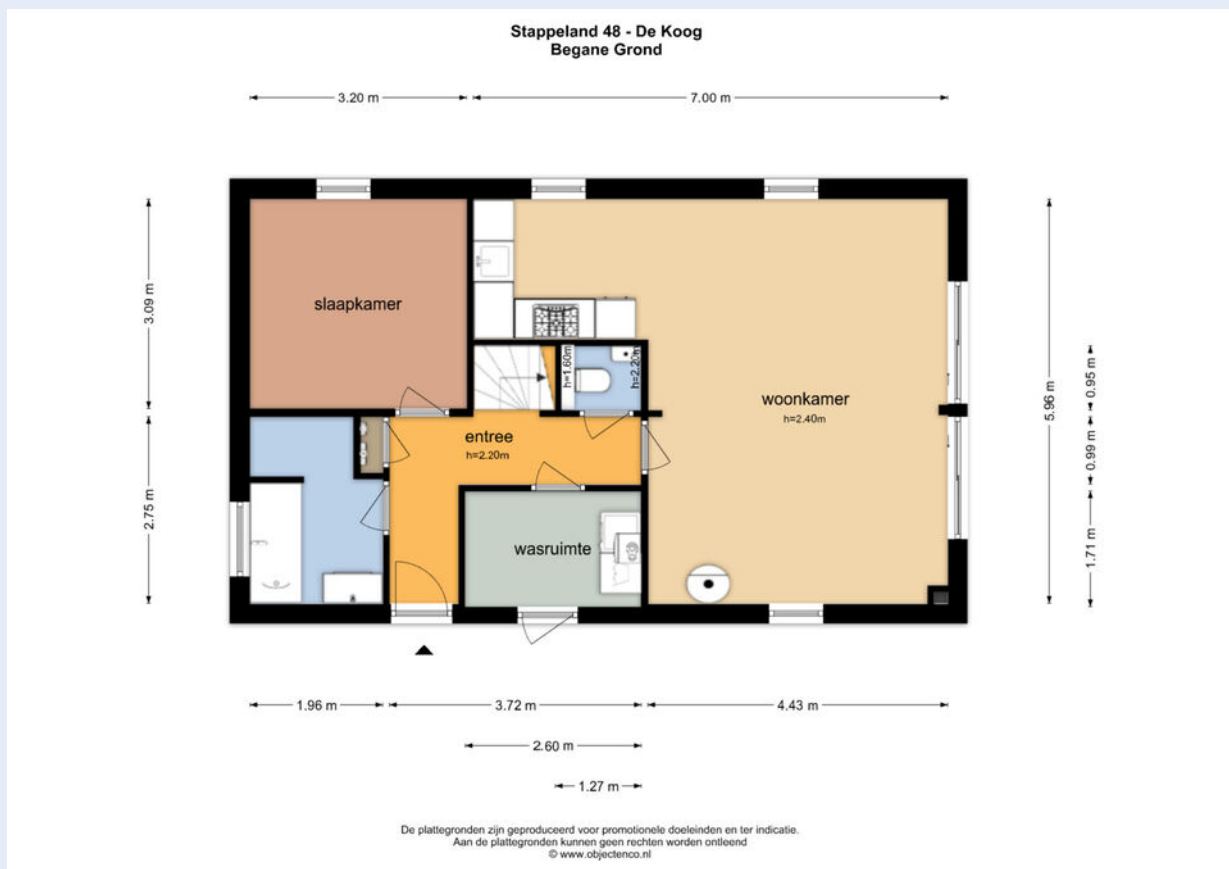 Stappeland 48 - De Koog
Begane Grond
3.20 m
7.00 m
3.09 m
2.75 m
slaapkamer
h=1.60m
h=2.20m
woonkamer
h=2.40m
entree
h=2.20m
wasruimte
5.96 m
0.95 m
0.99 m
1.71 m
1.96 m
3.72 m
4.43 m
2.60 m
1.27 m
De plattegronden zijn geproduceerd voor promotionele doeleinden en ter indicatie.
Aan de plattegronden kunnen geen rechten worden ontleend
© www.objectenco.nl